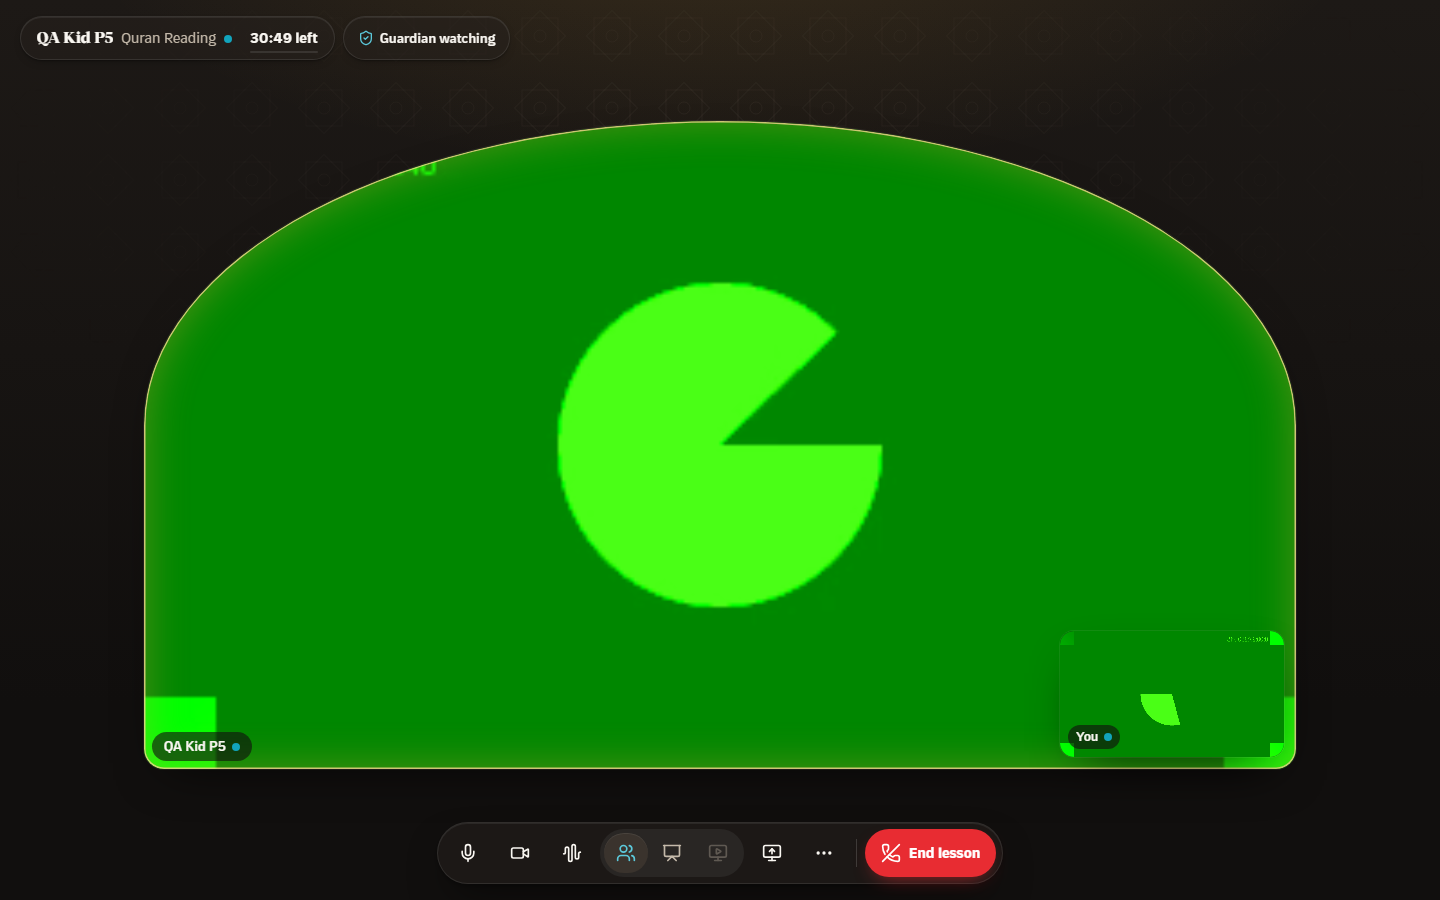 QA Kid P5 Quran Reading 30:49 left
Guardian watching
QA Kid P5
You
End lesson